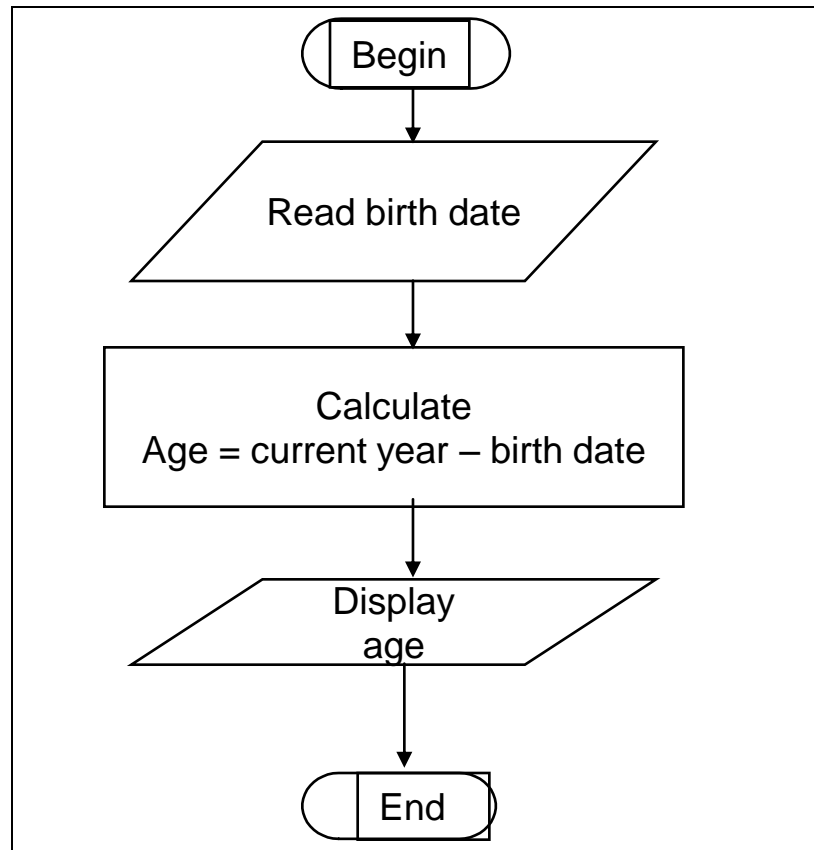 Begin
Read birth date
Calculate
Age = current year – birth date
Display
age
End